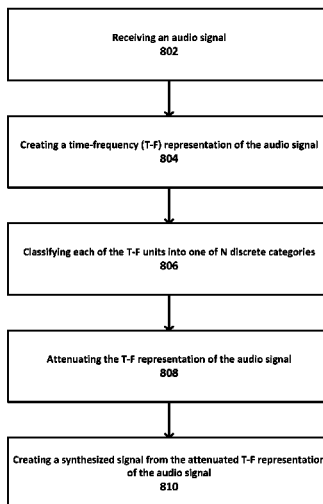 Receiving an audio signal
802
Creating a time-frequency (T-F) representation of the audio signal
804
Classifying each of the T-F units into one of N discrete categories
806
Attenuating the T-F representation of the audio signal
808
Creating a synthesized signal from the attenuated T-F representation
of the audio signal
810